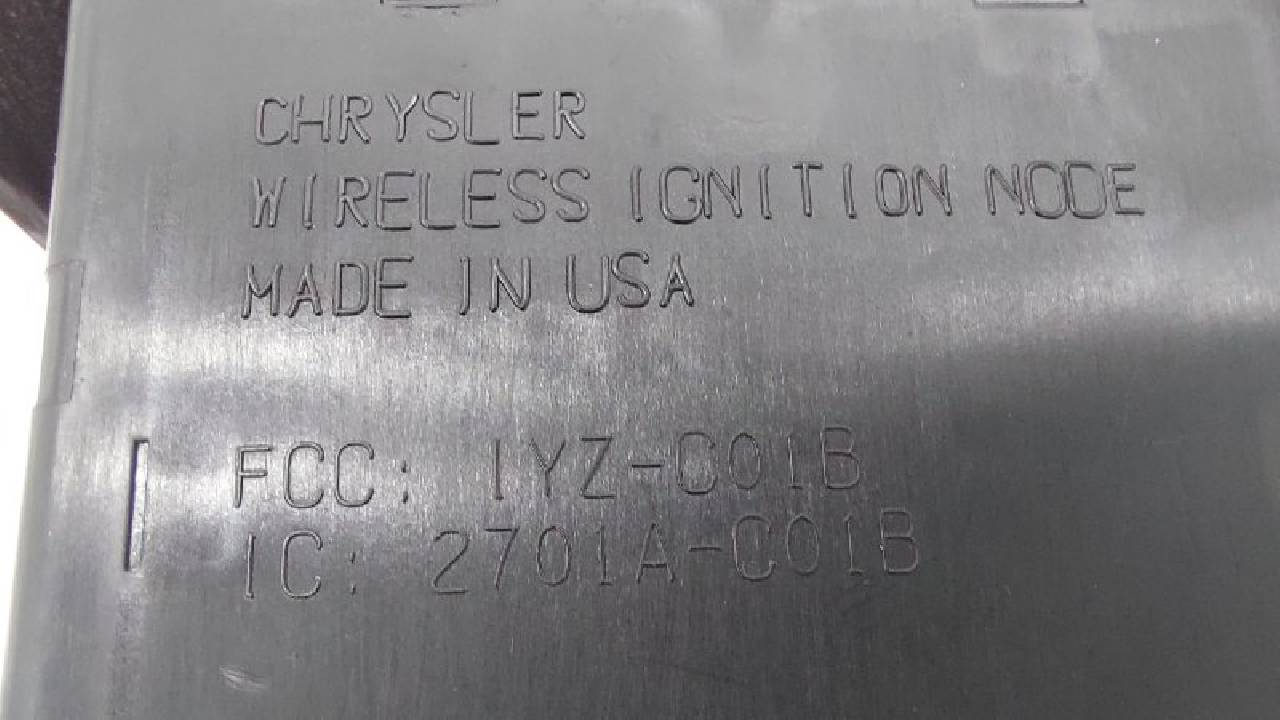 CHRYSLER
WIRELESS IGNITION NODE
MADE IN USA
FCC: IYZ-C01B
IC: 2701A-C01B